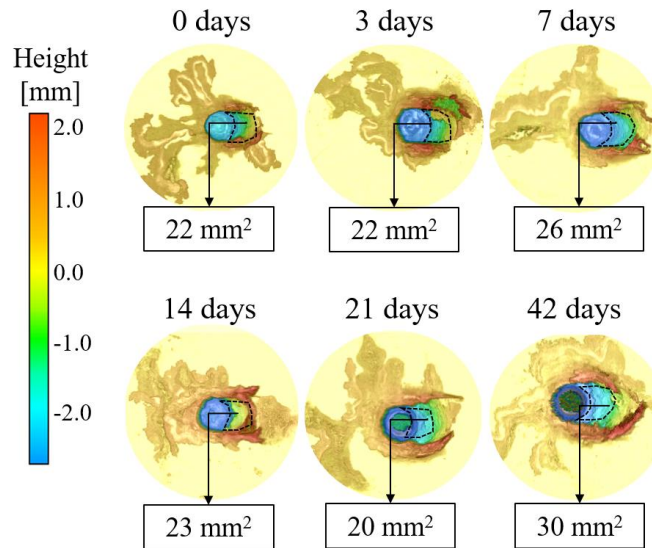 0 days
3 days
7 days
Height
[mm]
2.0
1.0
0.0
-1.0
-2.0
22 mm²
22 mm²
26 mm²
14 days
21 days
42 days
23 mm²
20 mm²
30 mm²